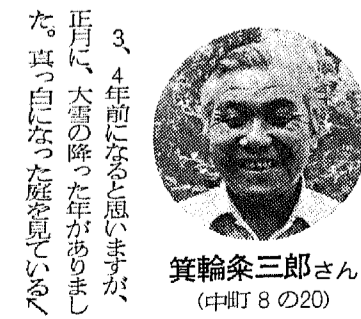 箕輪粂三郎さん
(中町8の20)
3、4年前になると思いますが、
正月に、大雪の降った年がありまし
た。真っ白になった庭を見ている